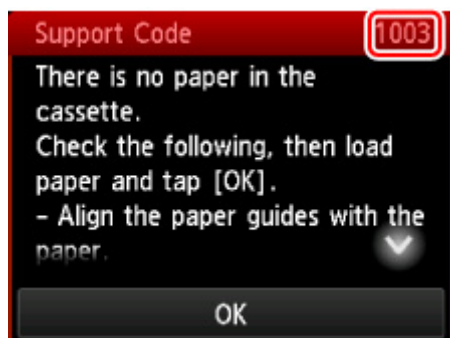 Support Code 1003
There is no paper in the
cassette.
Check the following, then load
paper and tap [OK].
– Align the paper guides with the
paper.
OK